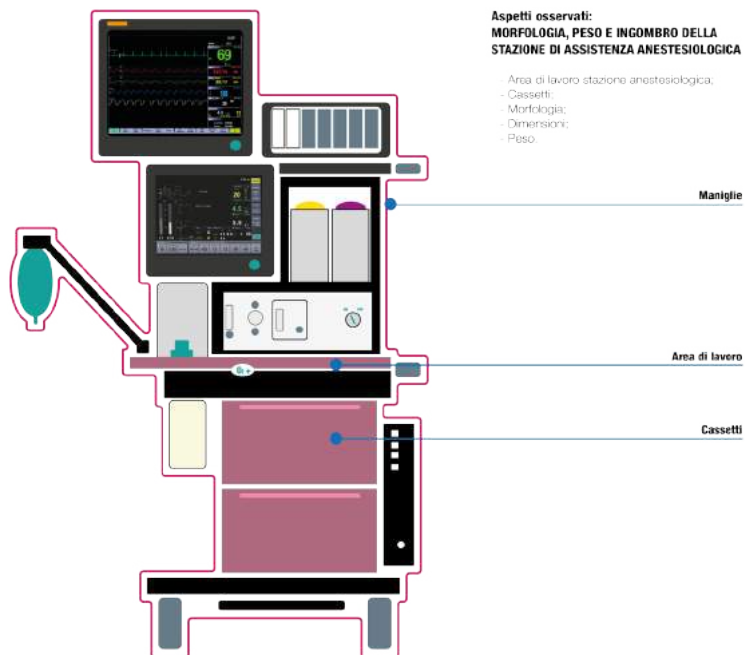 Aspetti osservati:
MORFOLOGIA, PESO E INGOMBRO DELLA
STAZIONE DI ASSISTENZA ANESTESIOLOGICA
- Area di lavoro stazione anestesiologica;
- Cassetti;
- Morfologia;
- Dimensioni;
- Peso.
69
Maniglie
Area di lavoro
Cassetti